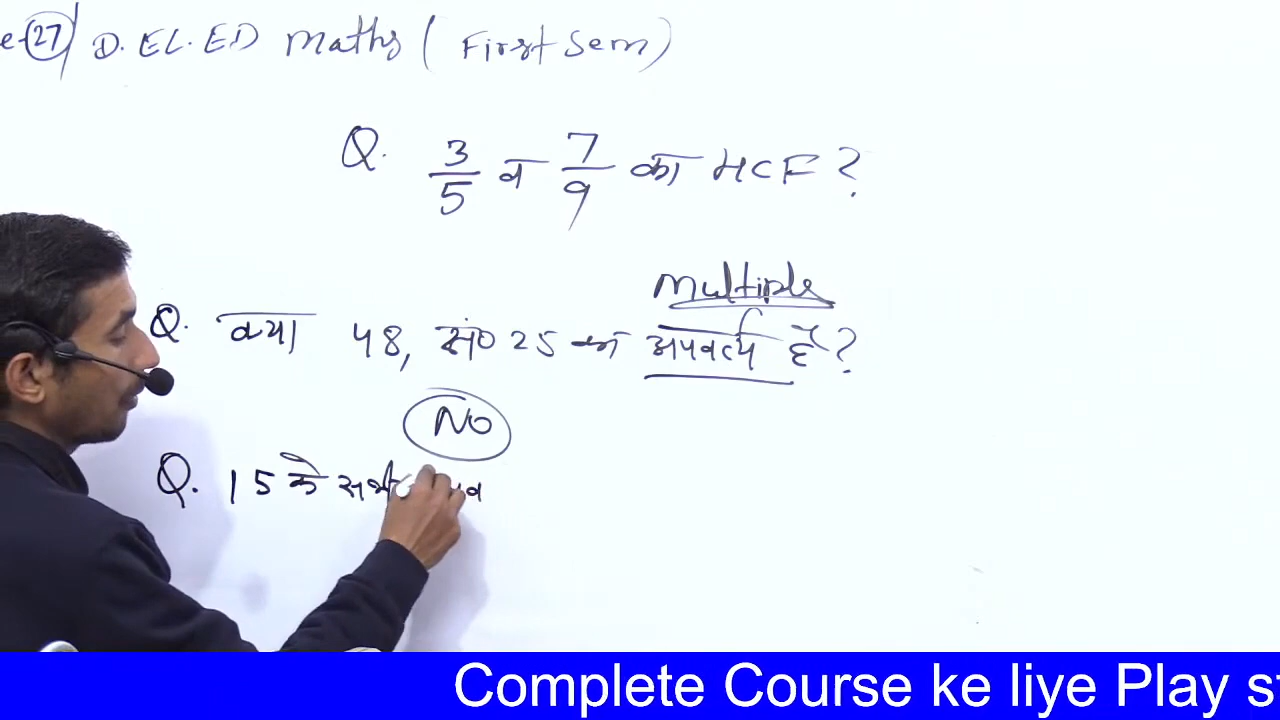 e-27 D.EL.ED Maths ( First Sem )
Q. 3/5 व 7/9 का HCF ?
Multiple
Q. क्या 48, सं० 25 का अपवर्त्य है ?
No
Q. 15 के सभी
Complete Course ke liye Play st